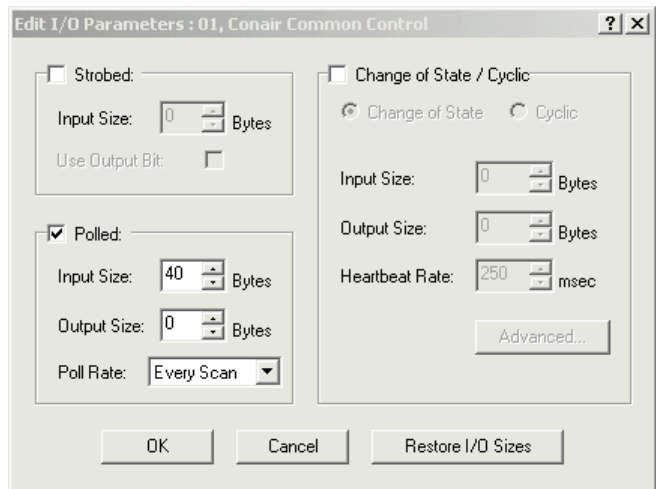 Edit I/O Parameters : 01, Conair Common Control
? X
Strobed:
Input Size: 0 Bytes
Use Output Bit:
Polled:
Input Size: 40 Bytes
Output Size: 0 Bytes
Poll Rate: Every Scan
Change of State / Cyclic
Change of State Cyclic
Input Size: 0 Bytes
Output Size: 0 Bytes
Heartbeat Rate: 250 msec
Advanced...
OK Cancel Restore I/O Sizes